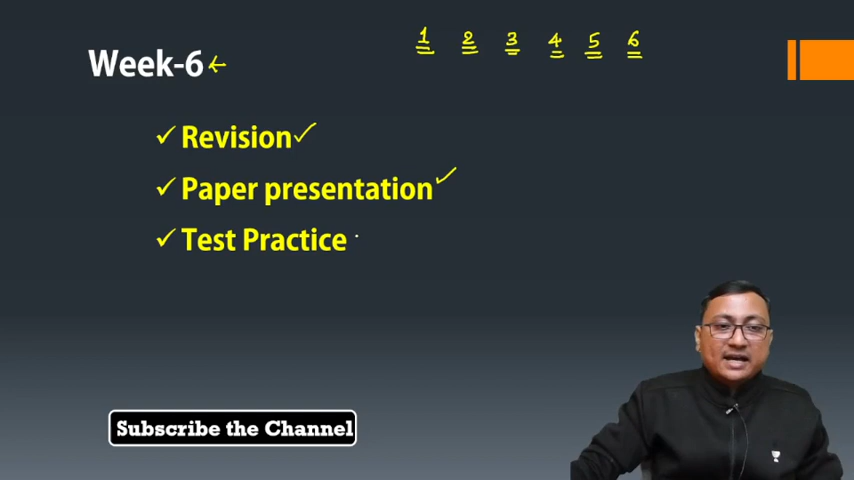 1 2 3 4 5 6
Week-6 ←
✓ Revision ✓
✓ Paper presentation ✓
✓ Test Practice
Subscribe the Channel